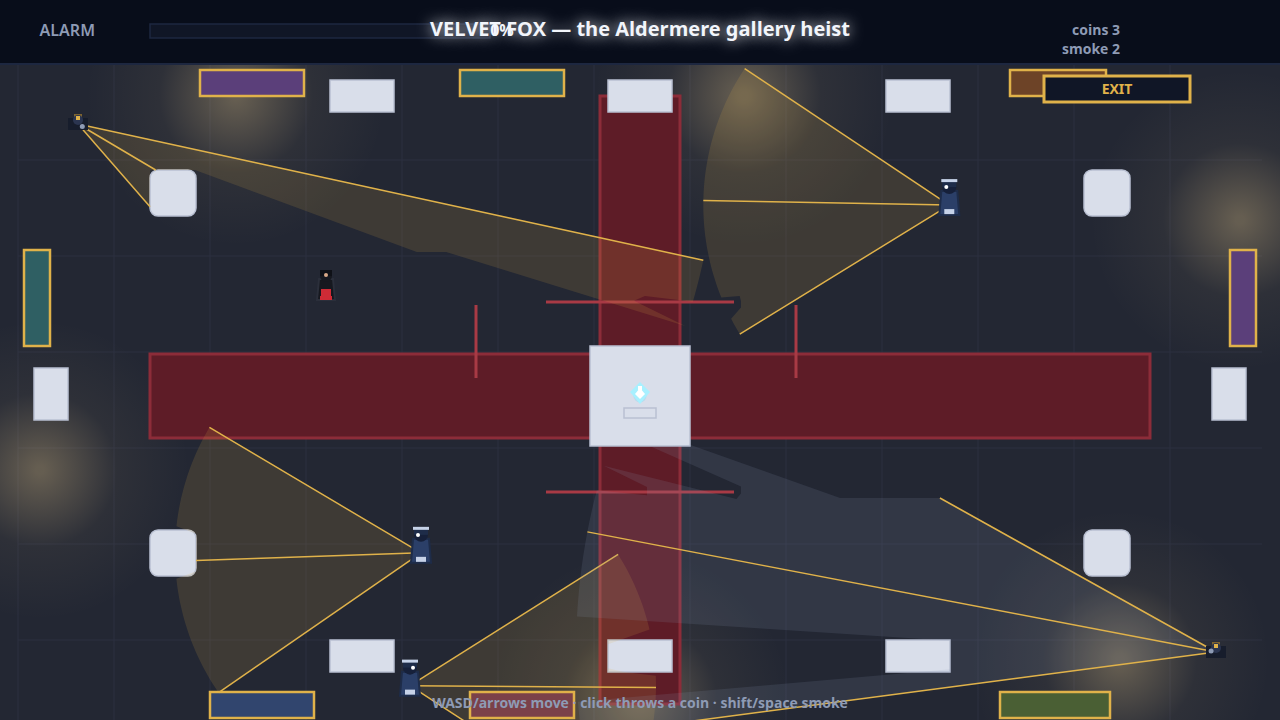 ALARM
0%
VELVET FOX — the Aldermere gallery heist
coins 3
smoke 2
EXIT
WASD/arrows move · click throws a coin · shift/space smoke